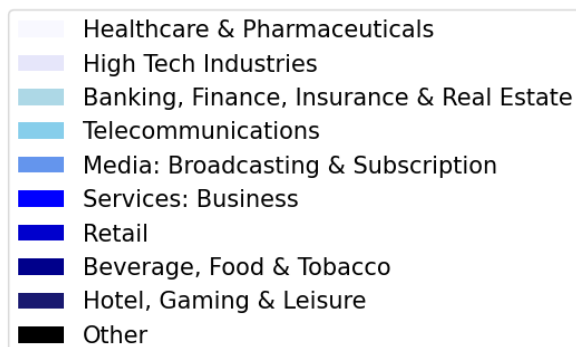 Healthcare & Pharmaceuticals
High Tech Industries
Banking, Finance, Insurance & Real Estate
Telecommunications
Media: Broadcasting & Subscription
Services: Business
Retail
Beverage, Food & Tobacco
Hotel, Gaming & Leisure
Other